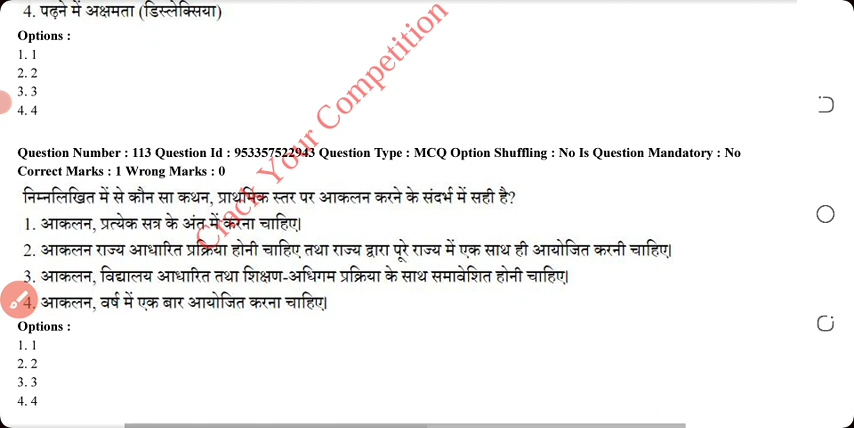 4. पढ़ने में अक्षमता (डिस्लेक्सिया)
Options :
1. 1
2. 2
3. 3
4. 4
Crack Your Competition
Question Number : 113 Question Id : 953357522943 Question Type : MCQ Option Shuffling : No Is Question Mandatory : No
Correct Marks : 1 Wrong Marks : 0
निम्नलिखित में से कौन सा कथन, प्राथमिक स्तर पर आकलन करने के संदर्भ में सही है?
1. आकलन, प्रत्येक सत्र के अंत में करना चाहिए।
2. आकलन राज्य आधारित प्रक्रिया होनी चाहिए तथा राज्य द्वारा पूरे राज्य में एक साथ ही आयोजित करनी चाहिए।
3. आकलन, विद्यालय आधारित तथा शिक्षण-अधिगम प्रक्रिया के साथ समावेशित होनी चाहिए।
4. आकलन, वर्ष में एक बार आयोजित करना चाहिए।
Options :
1. 1
2. 2
3. 3
4. 4